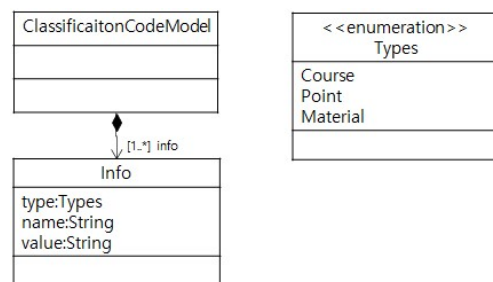 ClassificaitonCodeModel
[1..*] info
Info
type:Types
name:String
value:String
<<enumeration>>
Types
Course
Point
Material